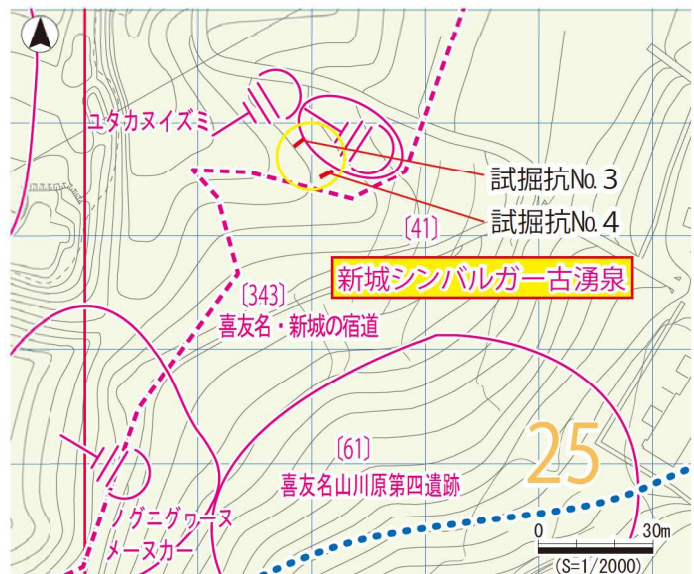 ユタカヌイズミ
試掘抗No.3
試掘抗No.4
〔41〕
新城シンバルガー古湧泉
〔343〕
喜友名・新城の宿道
〔61〕
喜友名山川原第四遺跡
25
ノグニグヮーヌ
メーヌカー
0 30m
(S=1/2000)